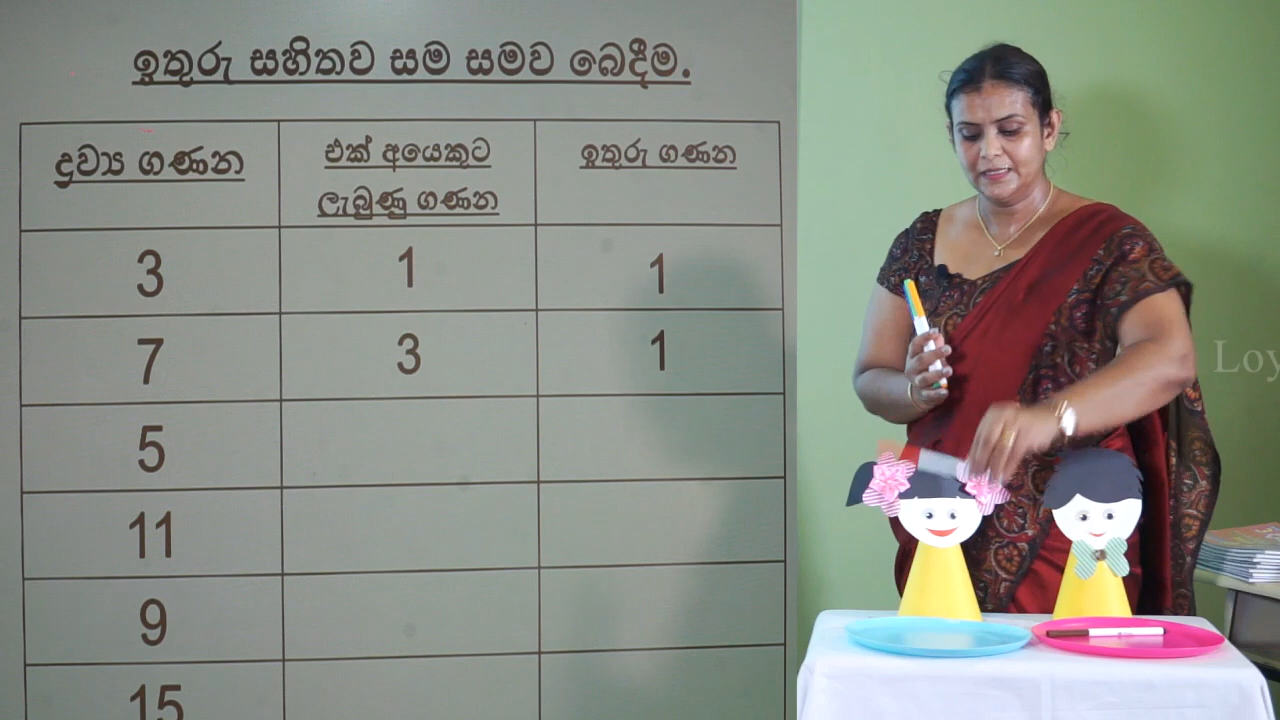 ඉතුරු සහිතව සම සමව බෙදීම.
ද්‍රව්‍ය ගණන
එක් අයෙකුට
ලැබුණු ගණන
ඉතුරු ගණන
3 1 1
7 3 1
5
11
9
15
Loy